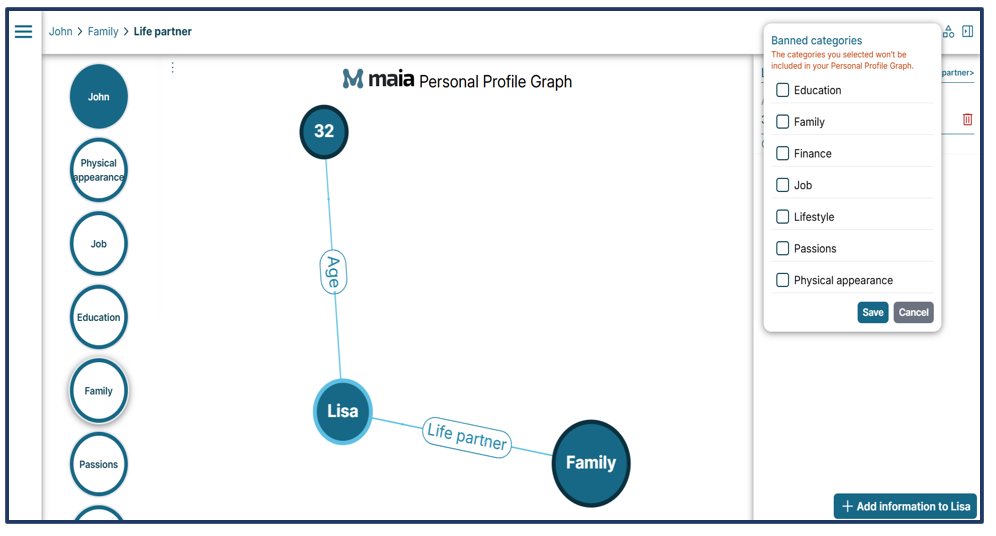 John > Family > Life partner
maia Personal Profile Graph
John
Physical
appearance
Job
Education
Family
Passions
32
Age
Lisa
Life partner
Family
Banned categories
The categories you selected won't be
included in your Personal Profile Graph.
Education
Family
Finance
Job
Lifestyle
Passions
Physical appearance
Save Cancel
partner>
+ Add information to Lisa